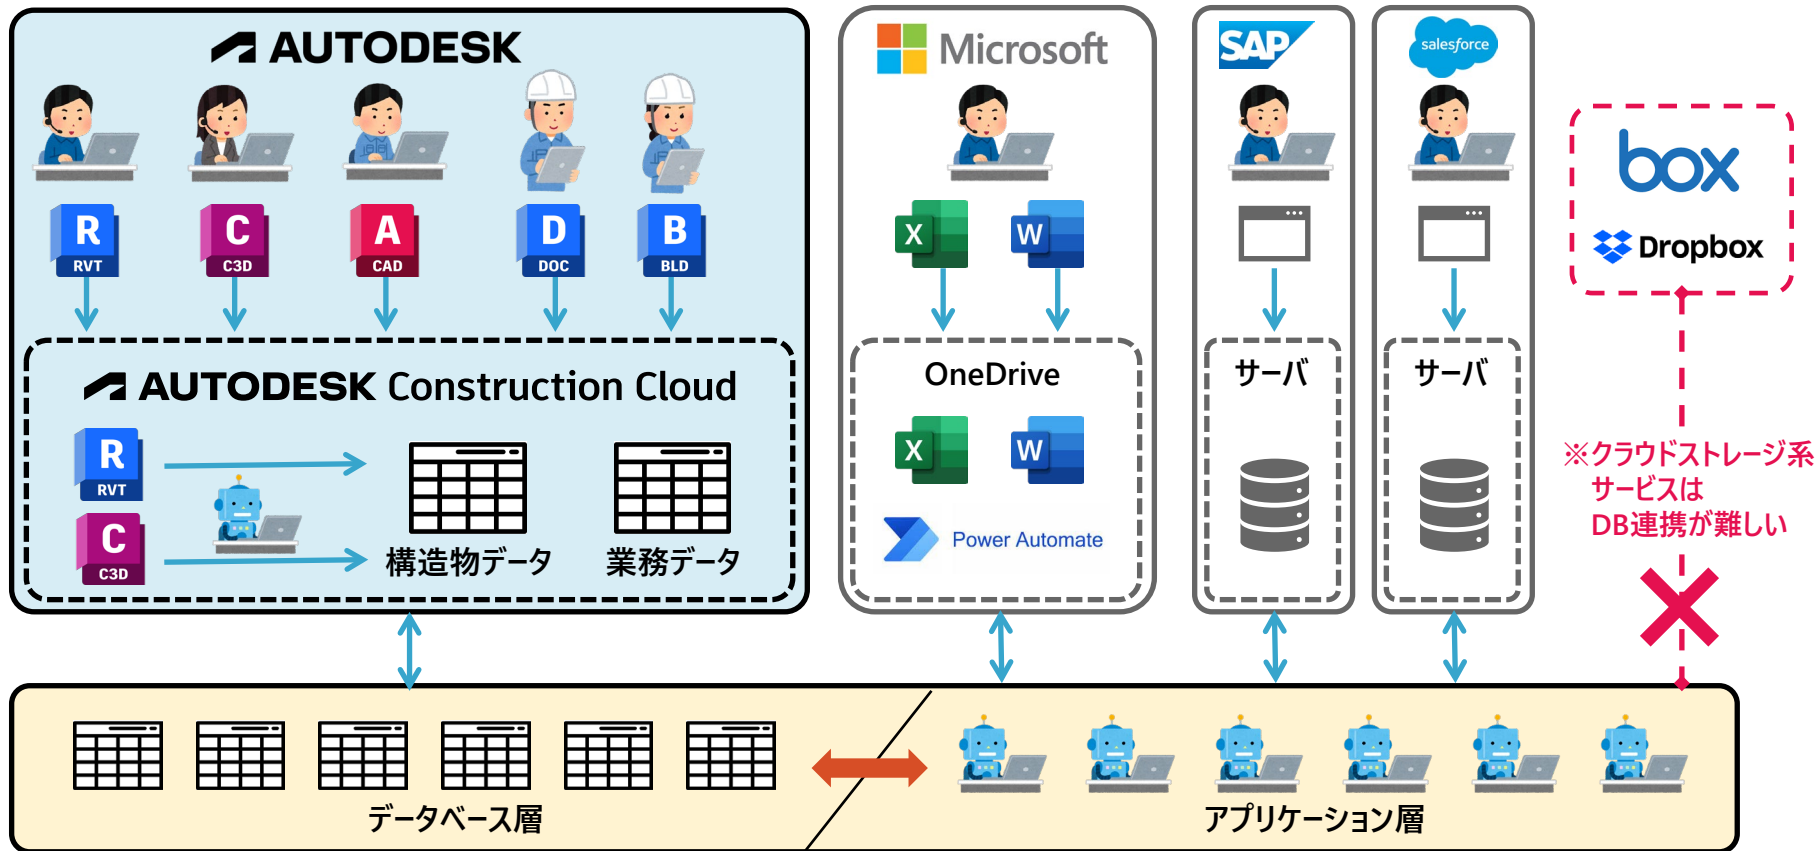 AUTODESK
R
RVT
C
C3D
A
CAD
D
DOC
B
BLD
AUTODESK Construction Cloud
R
RVT
C
C3D
構造物データ
業務データ
Microsoft
X
W
OneDrive
X
W
Power Automate
SAP
サーバ
salesforce
サーバ
box
Dropbox
※クラウドストレージ系
サービスは
DB連携が難しい
データベース層
アプリケーション層